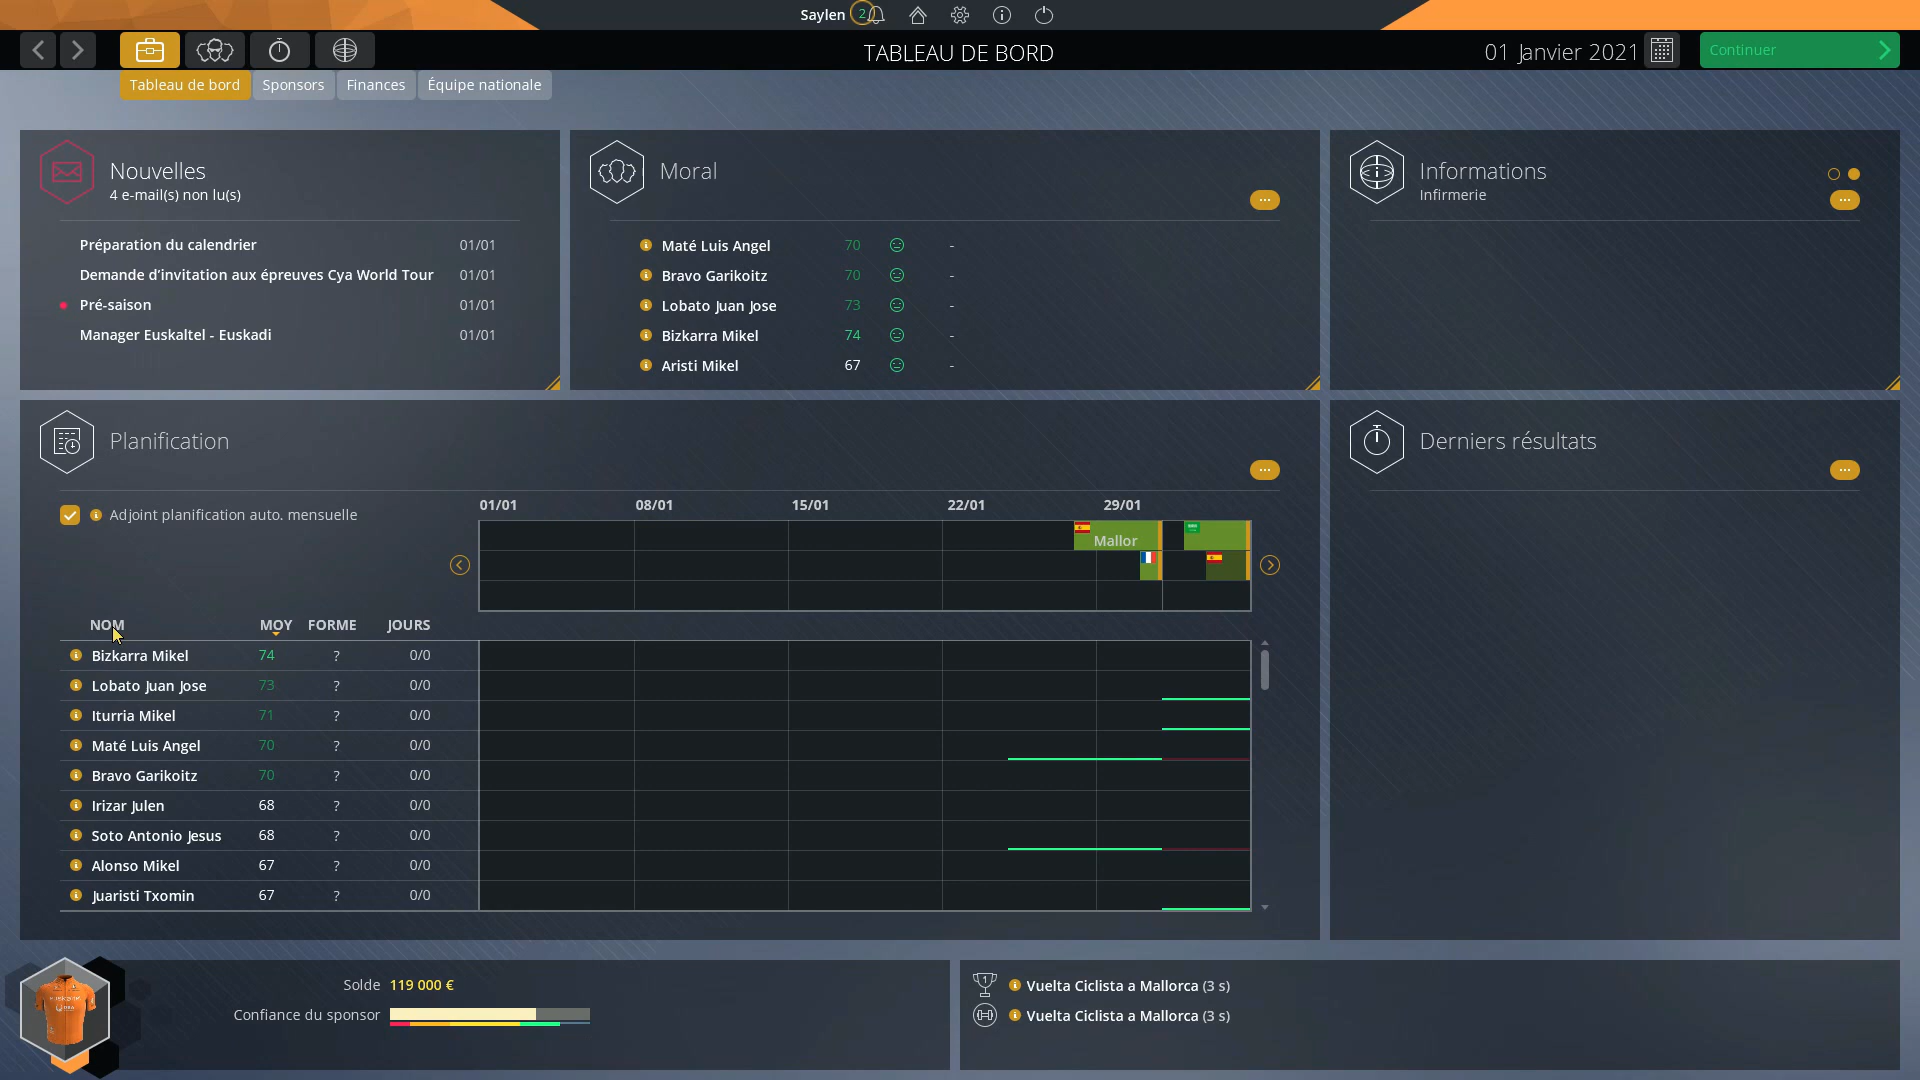 Saylen 2
TABLEAU DE BORD
01 Janvier 2021
Continuer
Tableau de bord
Sponsors
Finances
Équipe nationale
Nouvelles
4 e-mail(s) non lu(s)
Préparation du calendrier 01/01
Demande d'invitation aux épreuves Cya World Tour 01/01
Pré-saison 01/01
Manager Euskaltel - Euskadi 01/01
Moral
Maté Luis Angel 70 -
Bravo Garikoitz 70 -
Lobato Juan Jose 73 -
Bizkarra Mikel 74 -
Aristi Mikel 67 -
Informations
Infirmerie
Planification
Adjoint planification auto. mensuelle
01/01 08/01 15/01 22/01 29/01
Mallor
NOM MOY FORME JOURS
Bizkarra Mikel 74 ? 0/0
Lobato Juan Jose 73 ? 0/0
Iturria Mikel 71 ? 0/0
Maté Luis Angel 70 ? 0/0
Bravo Garikoitz 70 ? 0/0
Irizar Julen 68 ? 0/0
Soto Antonio Jesus 68 ? 0/0
Alonso Mikel 67 ? 0/0
Juaristi Txomin 67 ? 0/0
Derniers résultats
Solde 119 000 €
Confiance du sponsor
Vuelta Ciclista a Mallorca (3 s)
Vuelta Ciclista a Mallorca (3 s)